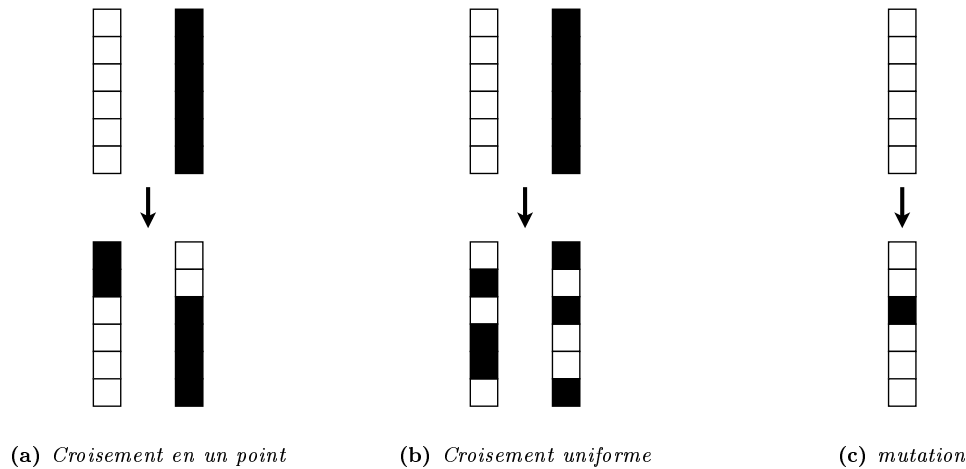 (a) Croisement en un point
(b) Croisement uniforme
(c) mutation